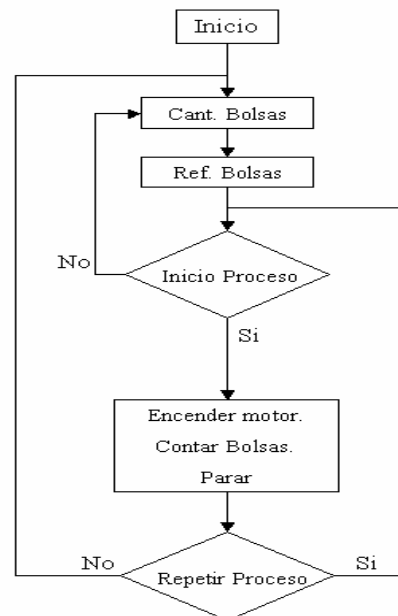 Inicio
Cant. Bolsas
Ref. Bolsas
No
Inicio Proceso
Si
Encender motor.
Contar Bolsas.
Parar
No
Repetir Proceso
Si